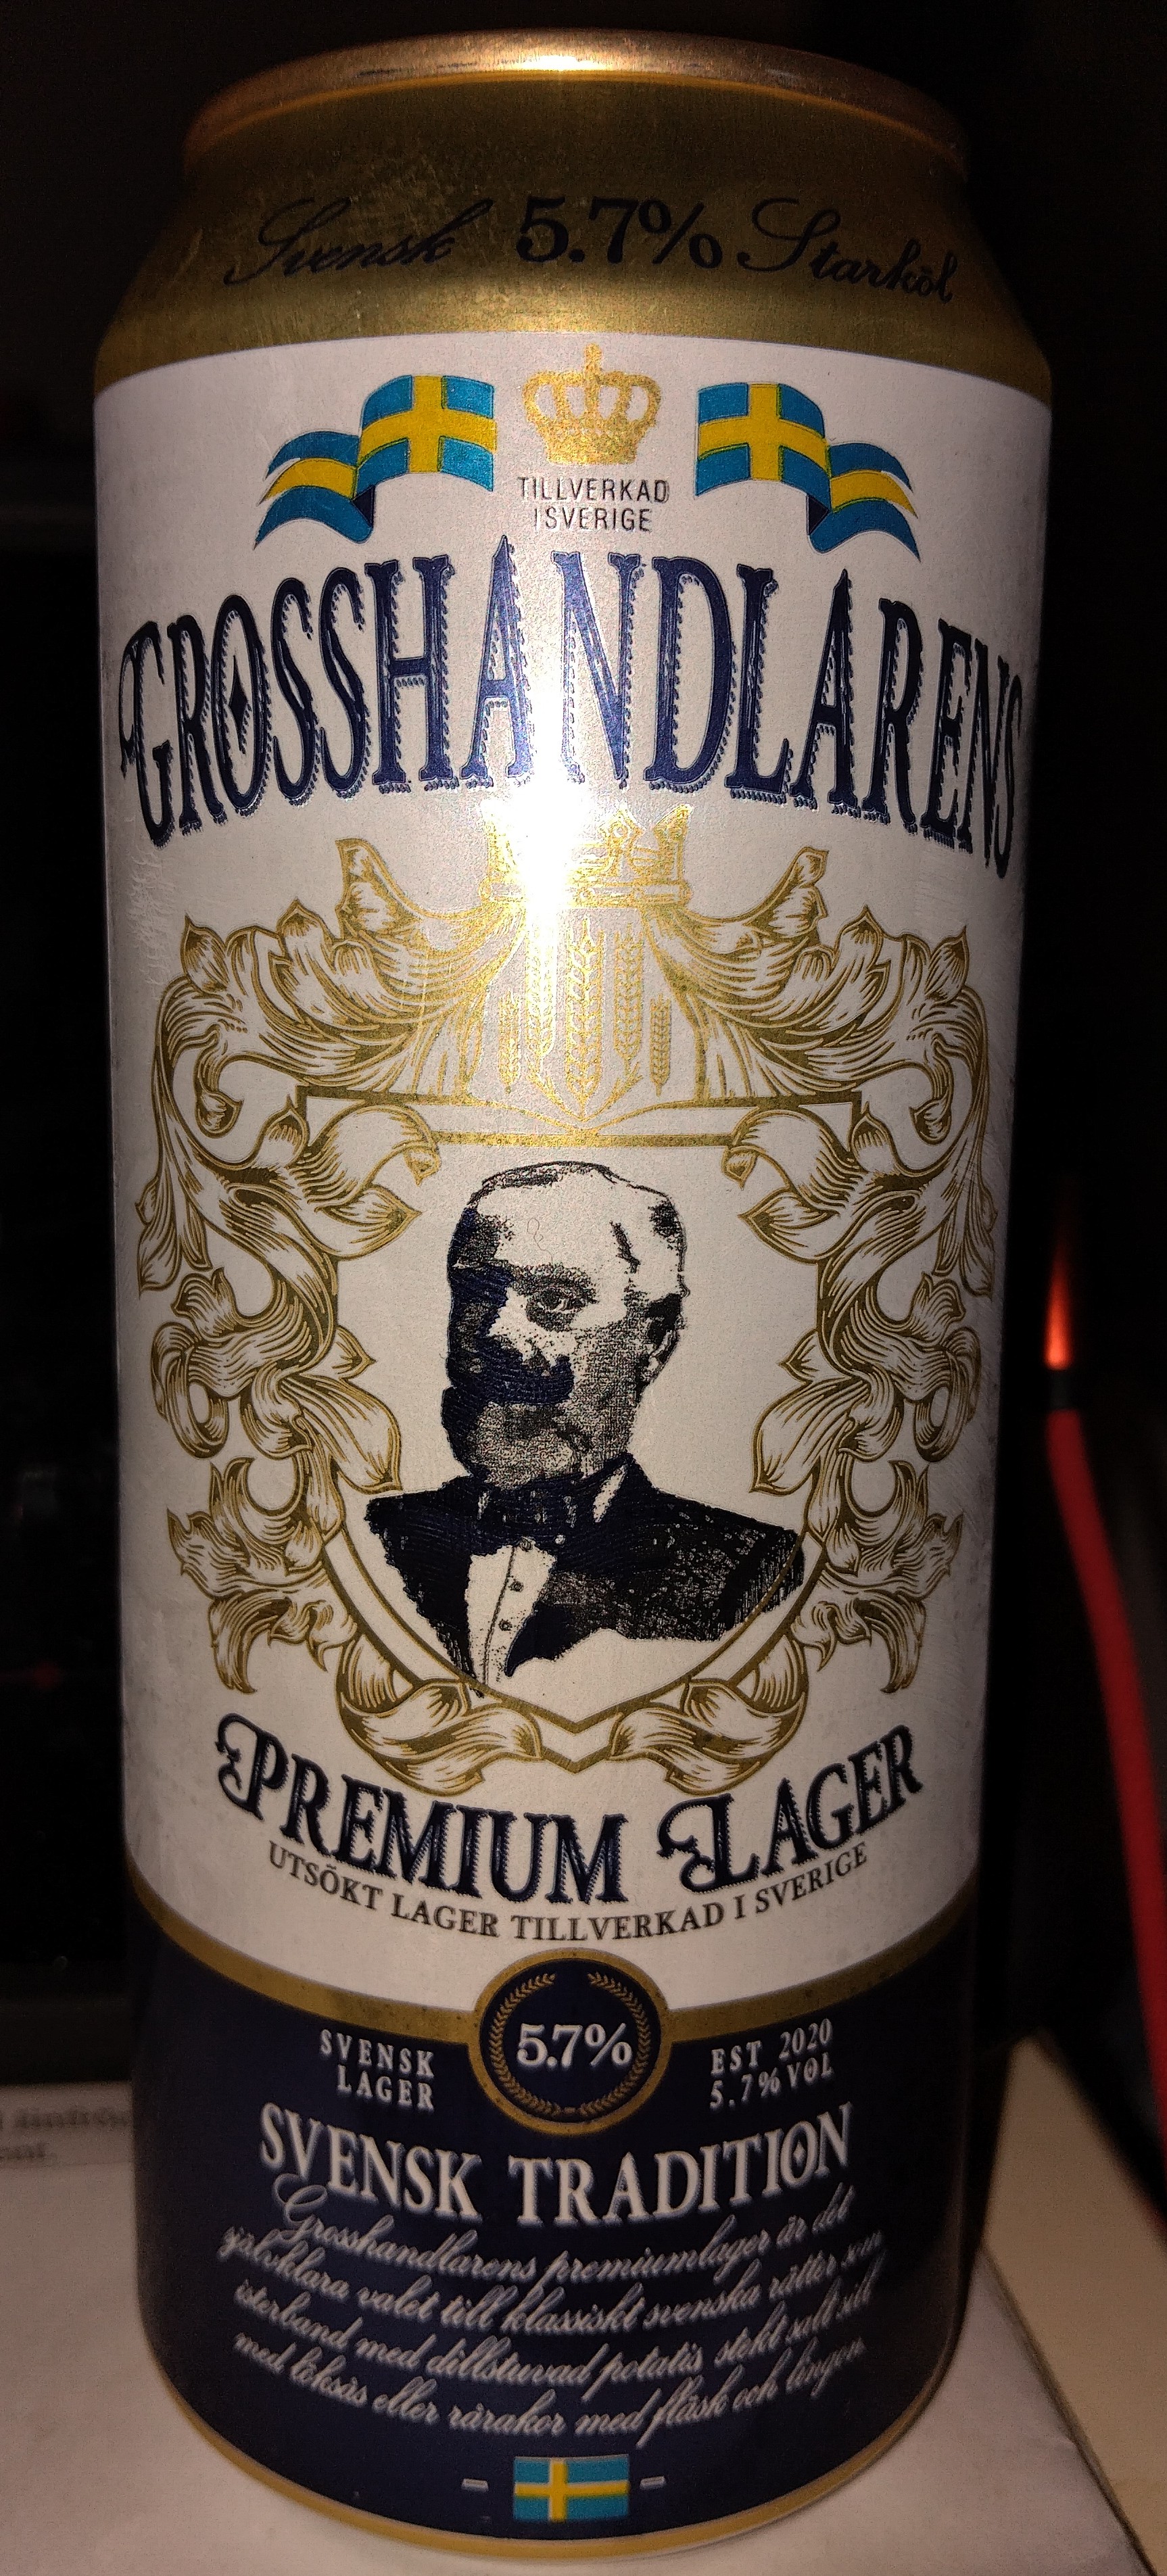 Svensk 5.7% Starköl
TILLVERKAD
I SVERIGE
GROSSHANDLARENS
PREMIUM LAGER
UTSÖKT LAGER TILLVERKAD I SVERIGE
5.7%
SVENSK
LAGER
EST 2020
5.7% VOL
SVENSK TRADITION
Grosshandlarens premiumlager är det
självklara valet till klassiskt svenska rätter som
isterband med dillstuvad potatis stekt salt sill
med löksås eller rårakor med fläsk och lingon.